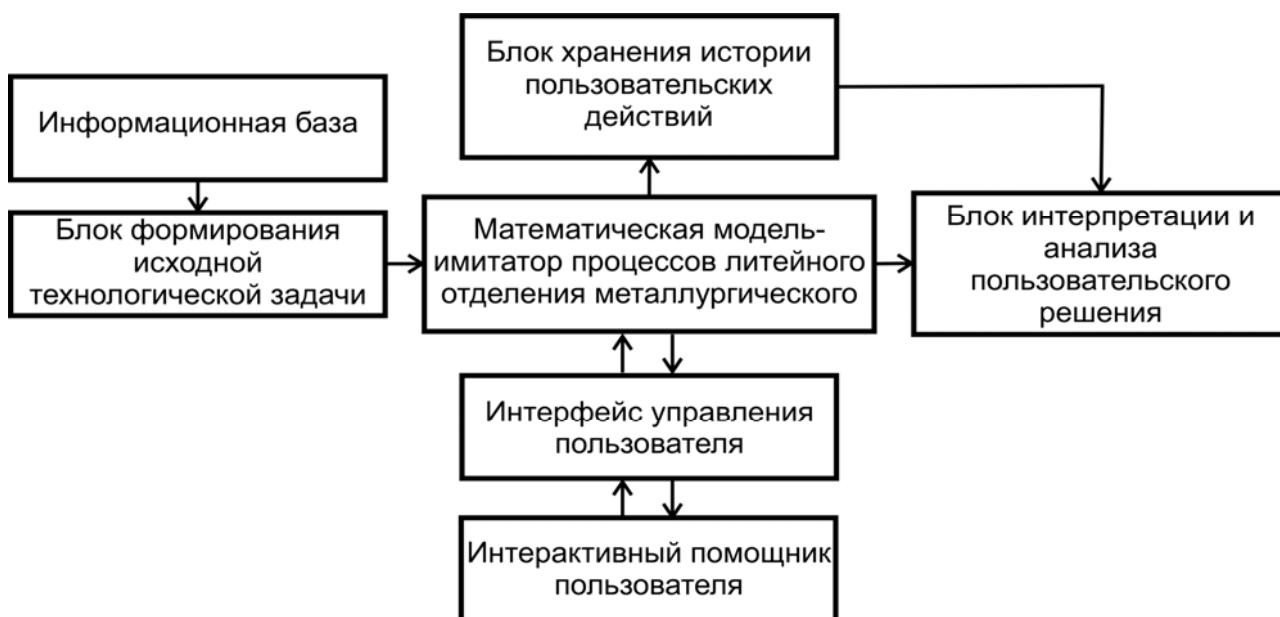 Блок хранения истории
пользовательских
действий
Информационная база
Блок формирования
исходной
технологической задачи
Математическая модель-
имитатор процессов литейного
отделения металлургического
Блок интерпретации и
анализа
пользовательского
решения
Интерфейс управления
пользователя
Интерактивный помощник
пользователя